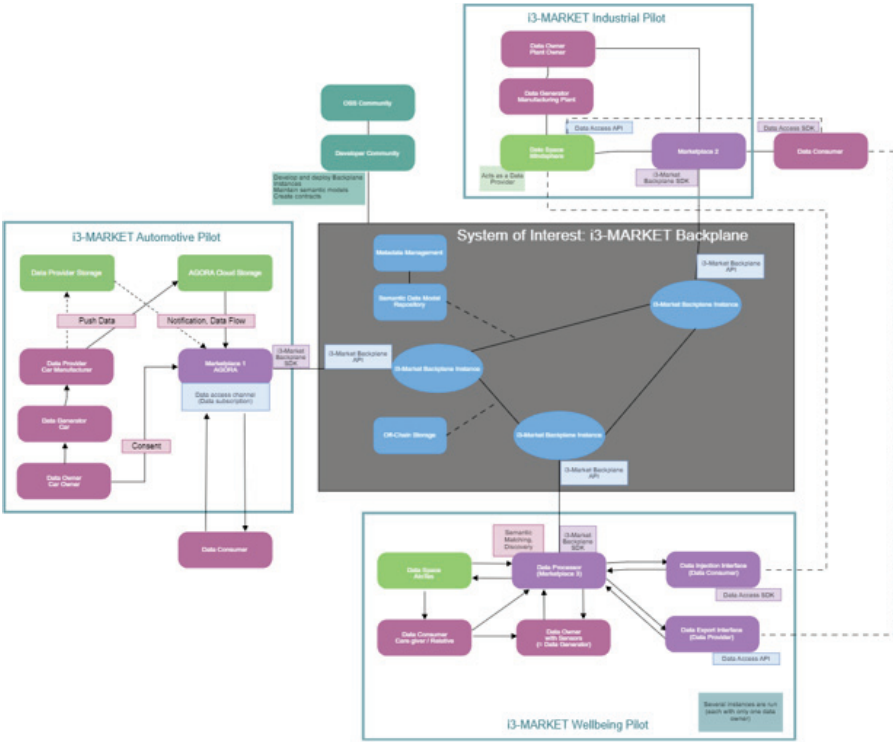 i3-MARKET Industrial Pilot
Data Owner
Plant Owner
Data Generator
Manufacturing Plant
OSS Community
Data Access API
Data Access SDK
Developer Community
Data Space
Mindsphere
Marketplace 2
Data Consumer
Acts as a Data
Provider
i3-Market
Backplane SDK
Develop and deploy Backplane
instances
Maintain semantic models
Create contracts
i3-MARKET Automotive Pilot
System of Interest: i3-MARKET Backplane
Metadata Management
i3-Market Backplane
API
Data Provider Storage
AGORA Cloud Storage
Semantic Data Model
Repository
i3-Market Backplane Instance
Push Data
Notification, Data Flow
i3-Market
Backplane
SDK
i3-Market Backplane
API
Data Provider
Car Manufacturer
Marketplace 1
AGORA
i3-Market Backplane Instance
Data access channel
(Data subscription)
Data Generator
Car
Off-Chain Storage
i3-Market Backplane Instance
Consent
Data Owner
Car Owner
i3-Market Backplane
API
Data Consumer
Semantic
Matching,
Discovery
i3-Market
Backplane
SDK
Data Space
Data Processor
(Marketplace 3)
Data Injection Interface
(Data Consumer)
Data Access SDK
Data Consumer
Care-giver / Relative
Data Owner
with Sensors
(= Data Generator)
Data Export Interface
(Data Provider)
Data Access API
i3-MARKET Wellbeing Pilot
Several instances are run
(each with only one data
owner)